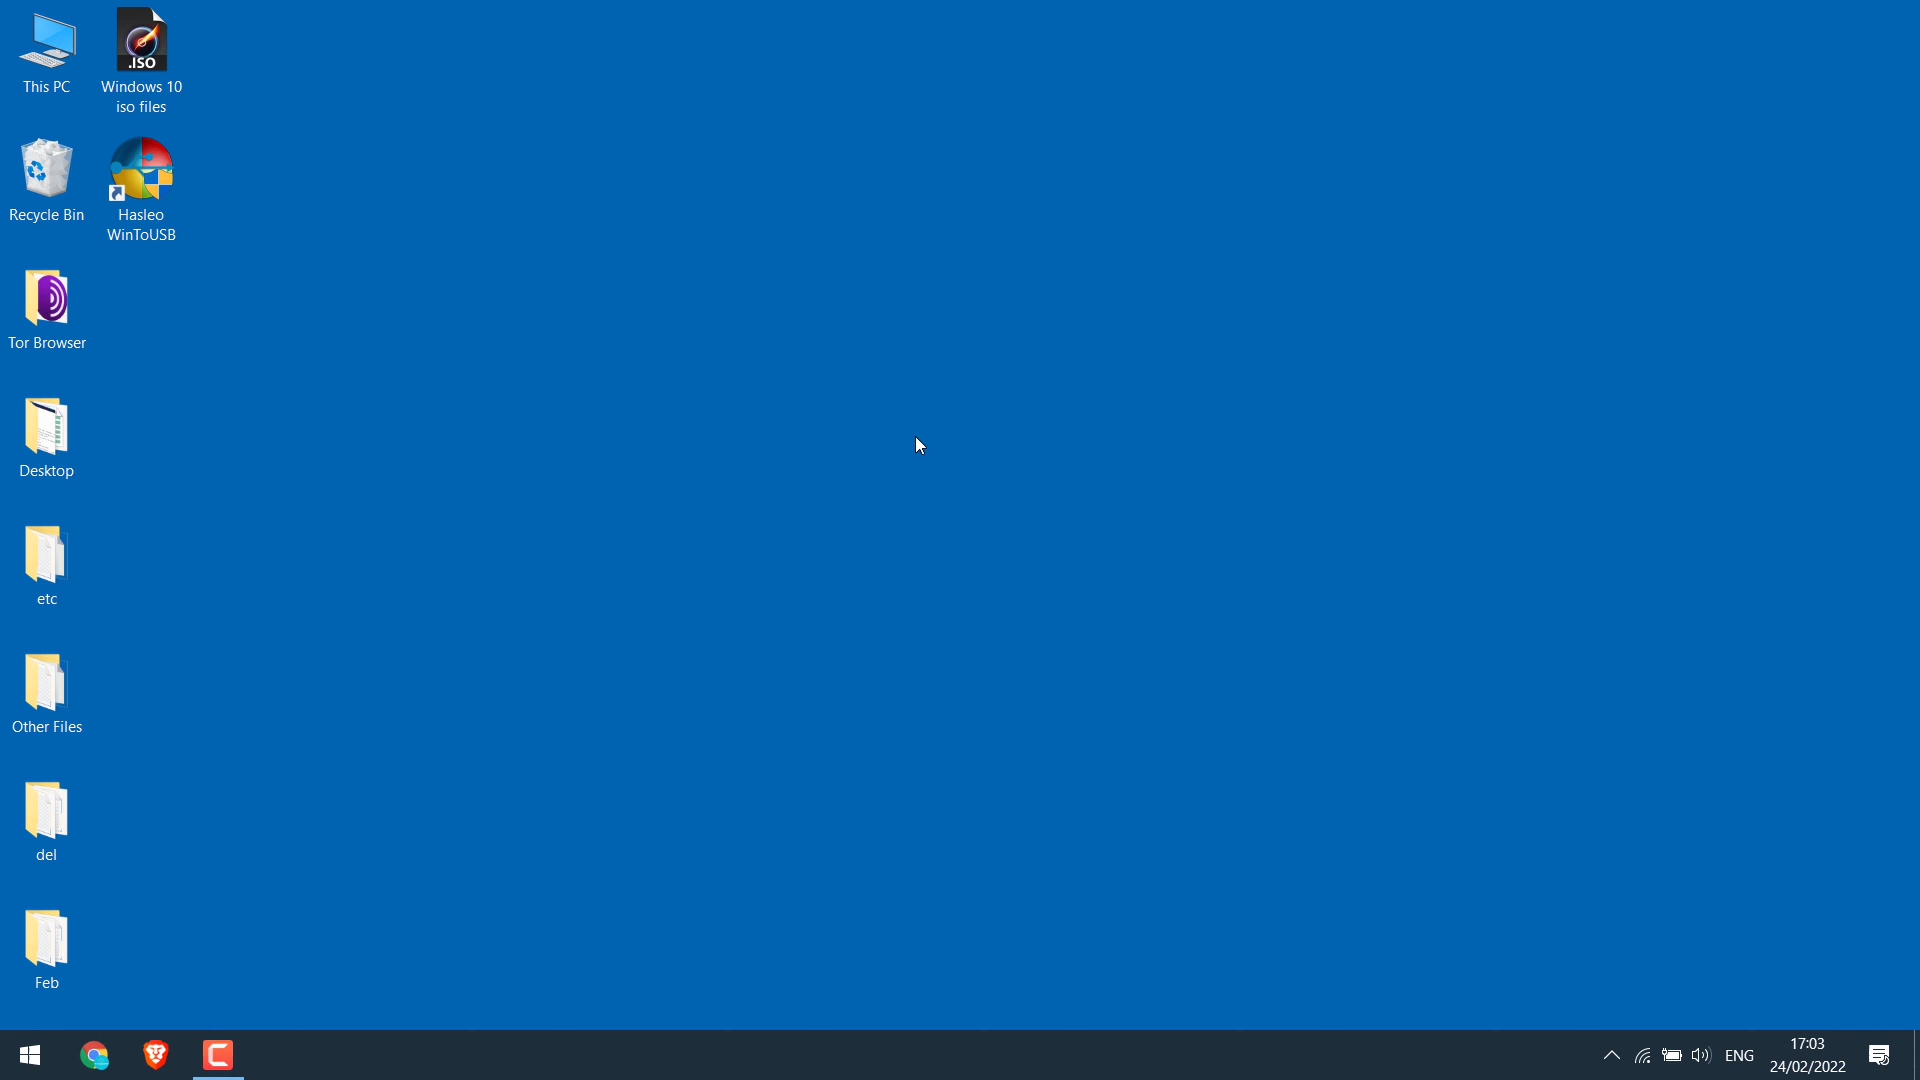 This PC
.ISO
Windows 10
iso files
Recycle Bin
Hasleo
WinToUSB
Tor Browser
Desktop
etc
Other Files
del
Feb
ENG
17:03
24/02/2022